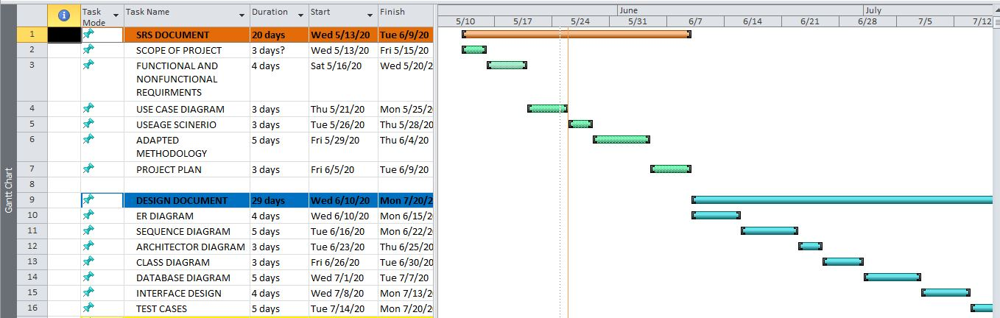 Task Mode Task Name Duration Start Finish
June July
5/10 5/17 5/24 5/31 6/7 6/14 6/21 6/28 7/5 7/12
1 SRS DOCUMENT 20 days Wed 5/13/20 Tue 6/9/20
2 SCOPE OF PROJECT 3 days? Wed 5/13/20 Fri 5/15/20
3 FUNCTIONAL AND 4 days Sat 5/16/20 Wed 5/20/2
NONFUNCTIONAL
REQUIRMENTS
4 USE CASE DIAGRAM 3 days Thu 5/21/20 Mon 5/25/2
5 USEAGE SCINERIO 3 days Tue 5/26/20 Thu 5/28/20
6 ADAPTED 5 days Fri 5/29/20 Thu 6/4/20
METHODOLOGY
7 PROJECT PLAN 3 days Fri 6/5/20 Tue 6/9/20
8
9 DESIGN DOCUMENT 29 days Wed 6/10/20 Mon 7/20/2
10 ER DIAGRAM 4 days Wed 6/10/20 Mon 6/15/2
11 SEQUENCE DIAGRAM 5 days Tue 6/16/20 Mon 6/22/2
12 ARCHITECTOR DIAGRAM 3 days Tue 6/23/20 Thu 6/25/20
13 CLASS DIAGRAM 3 days Fri 6/26/20 Tue 6/30/20
14 DATABASE DIAGRAM 5 days Wed 7/1/20 Tue 7/7/20
15 INTERFACE DESIGN 4 days Wed 7/8/20 Mon 7/13/2
16 TEST CASES 5 days Tue 7/14/20 Mon 7/20/2
Gantt Chart